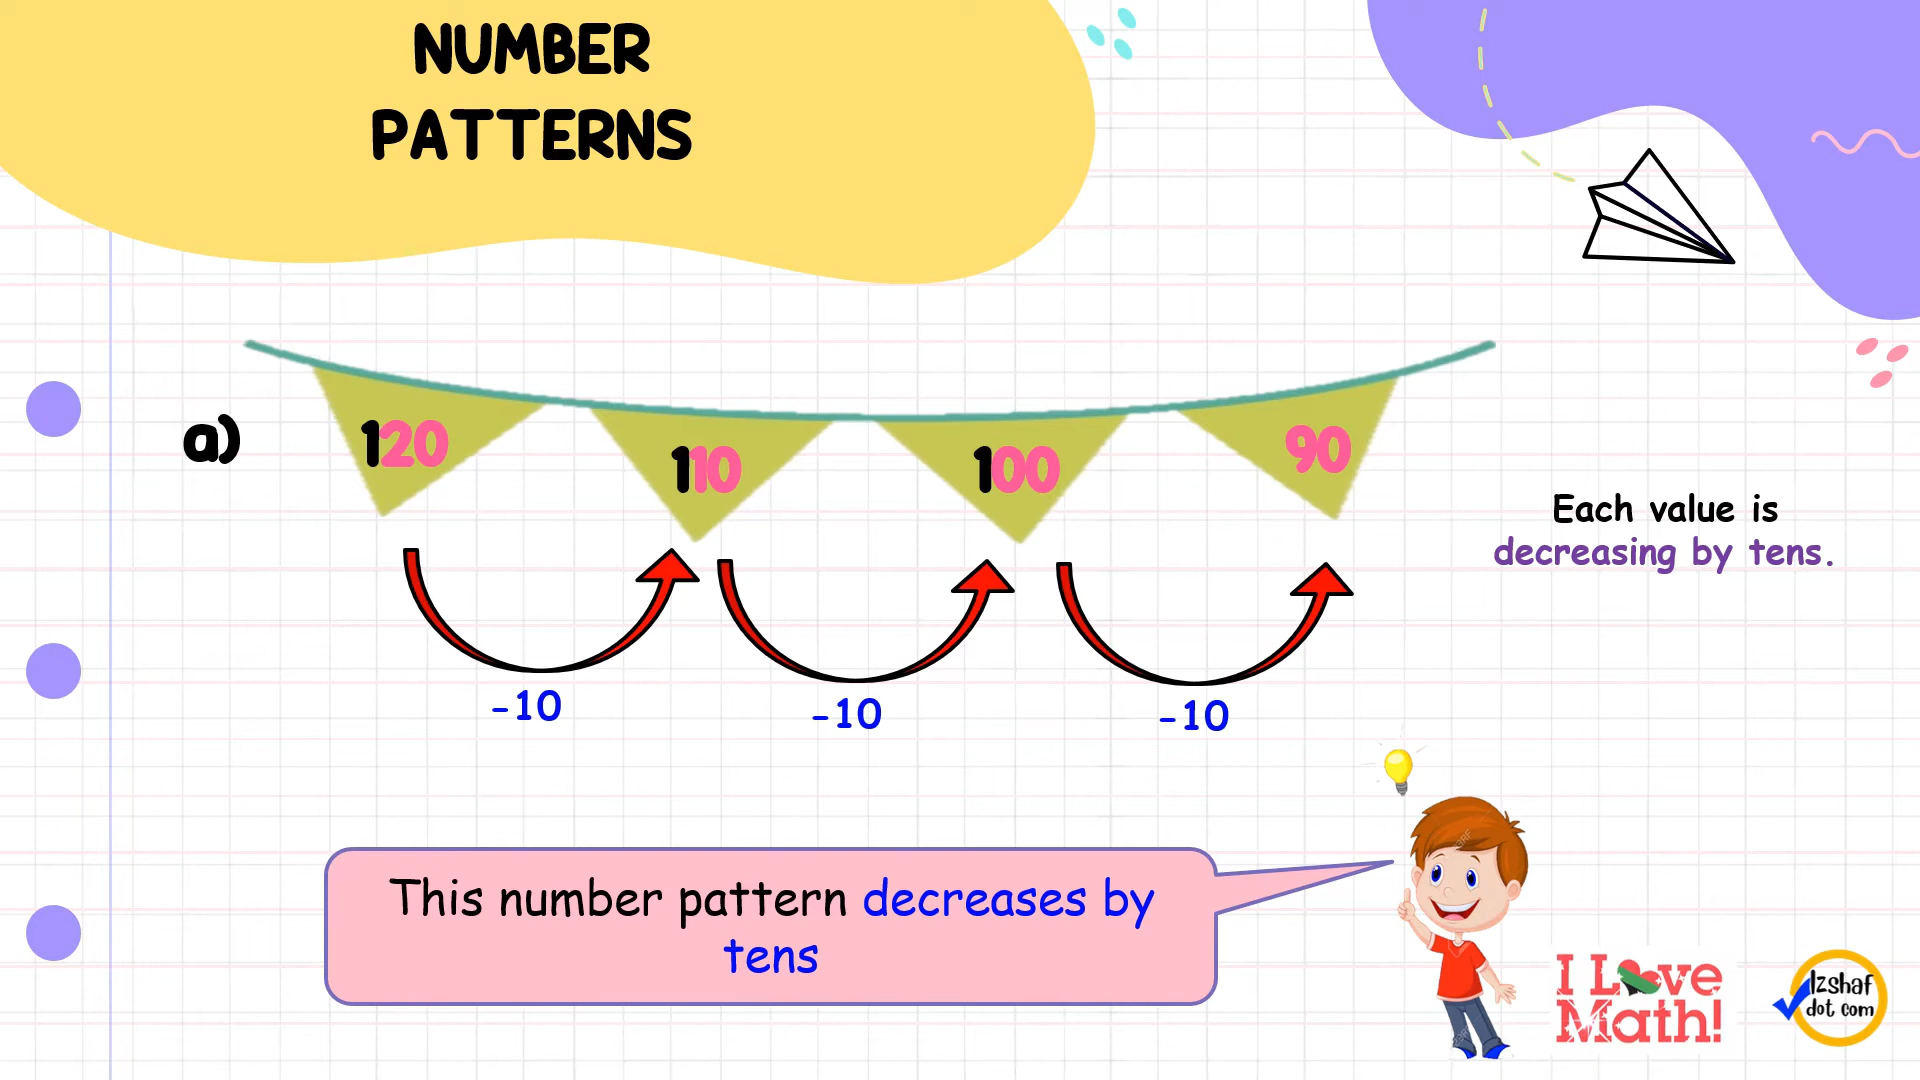 NUMBER
PATTERNS
a)
120
110
100
90
Each value is
decreasing by tens.
-10
-10
-10
This number pattern decreases by
tens
I Love
Math!
Izshaf
dot com